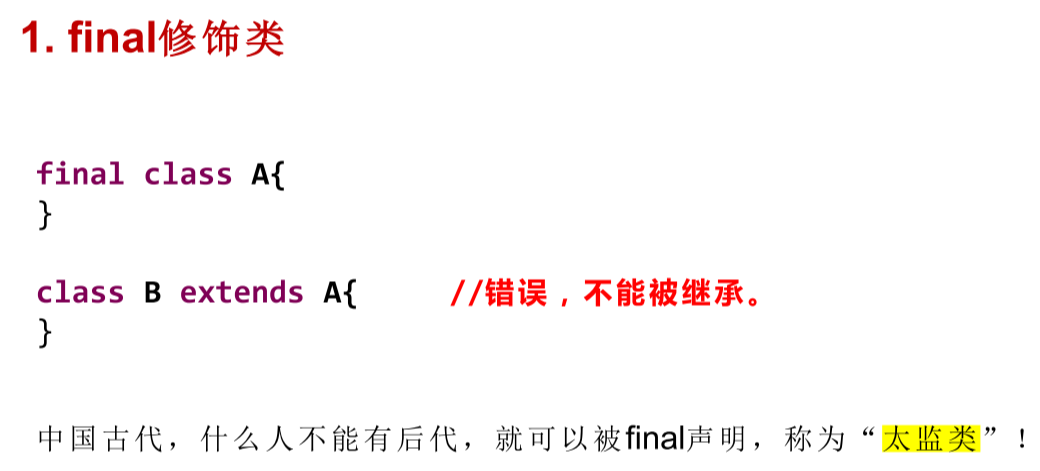 1. final修饰类
final class A{
}
class B extends A{ //错误，不能被继承。
}
中国古代，什么人不能有后代，就可以被final声明，称为“太监类”！